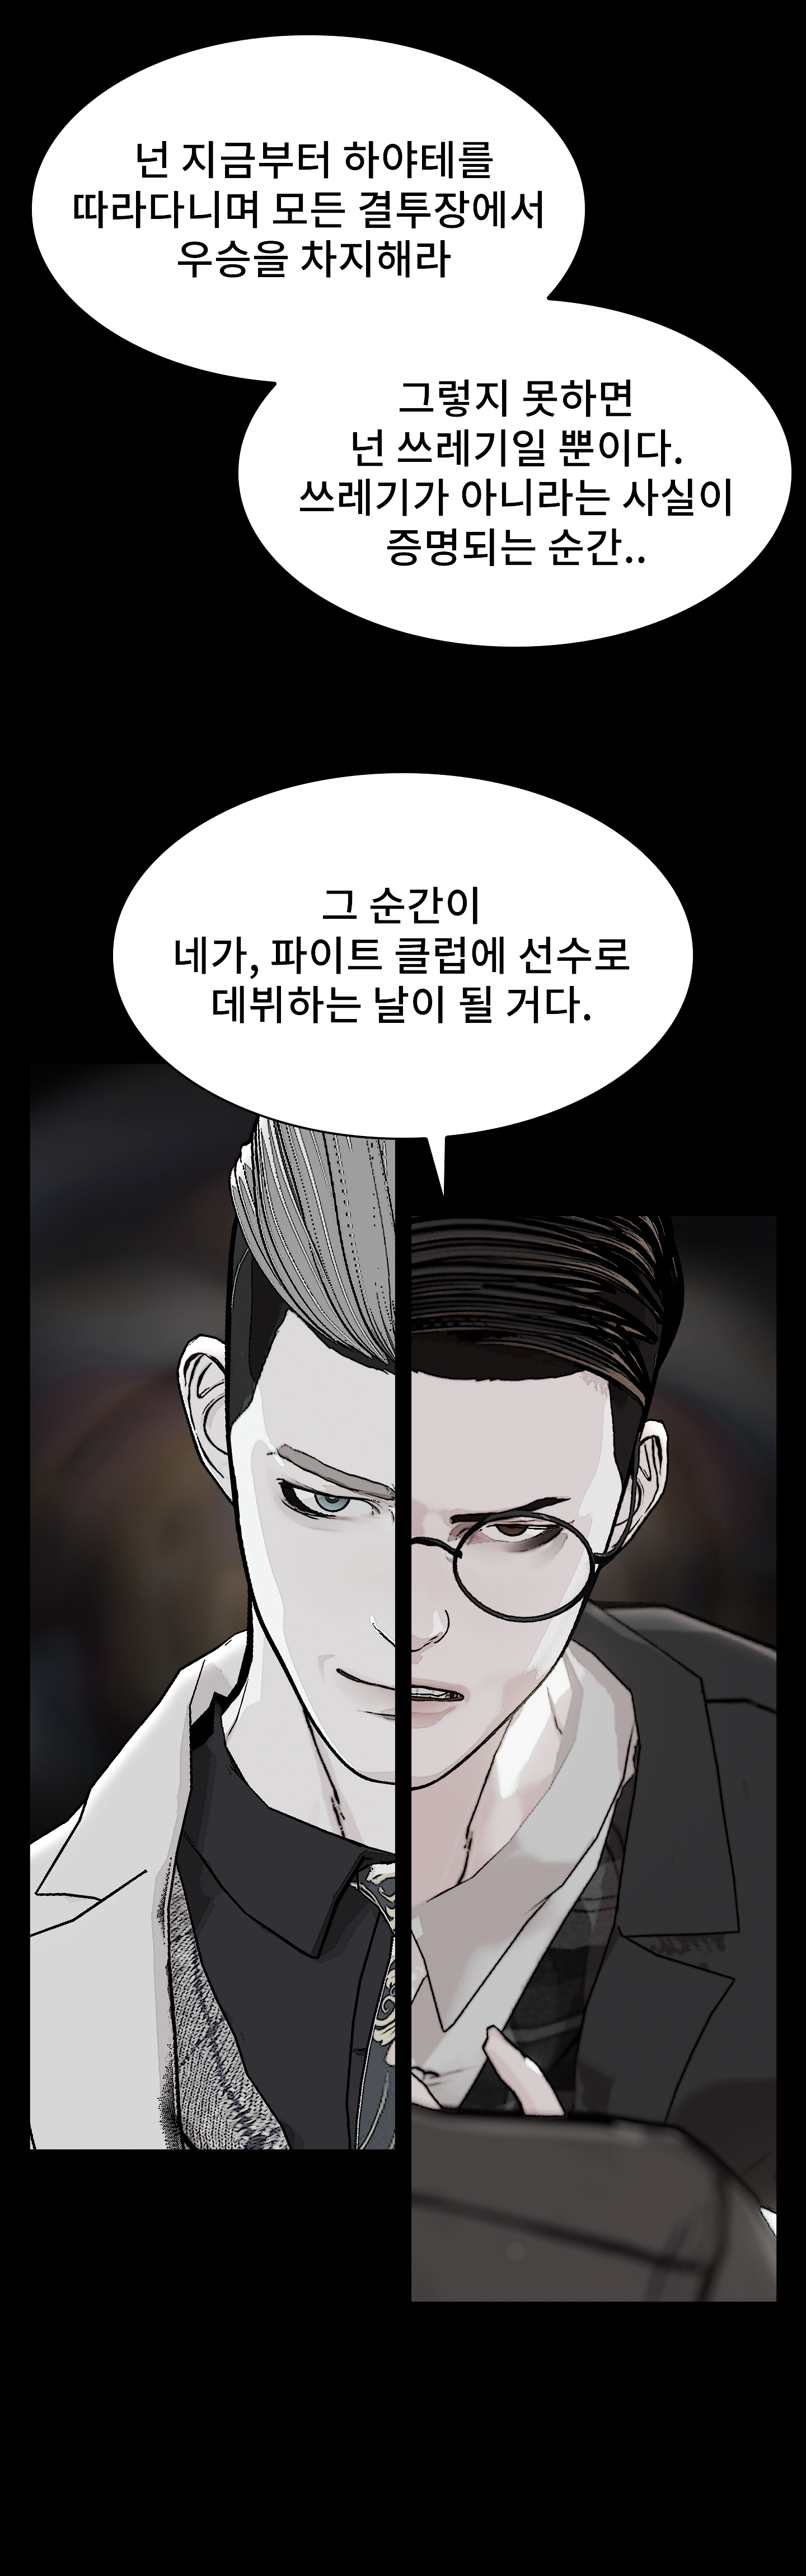 넌 지금부터 하야테를
따라다니며 모든 결투장에서
우승을 차지해라
그렇지 못하면
넌 쓰레기일 뿐이다.
쓰레기가 아니라는 사실이
증명되는 순간..
그 순간이
네가, 파이트 클럽에 선수로
데뷔하는 날이 될 거다.